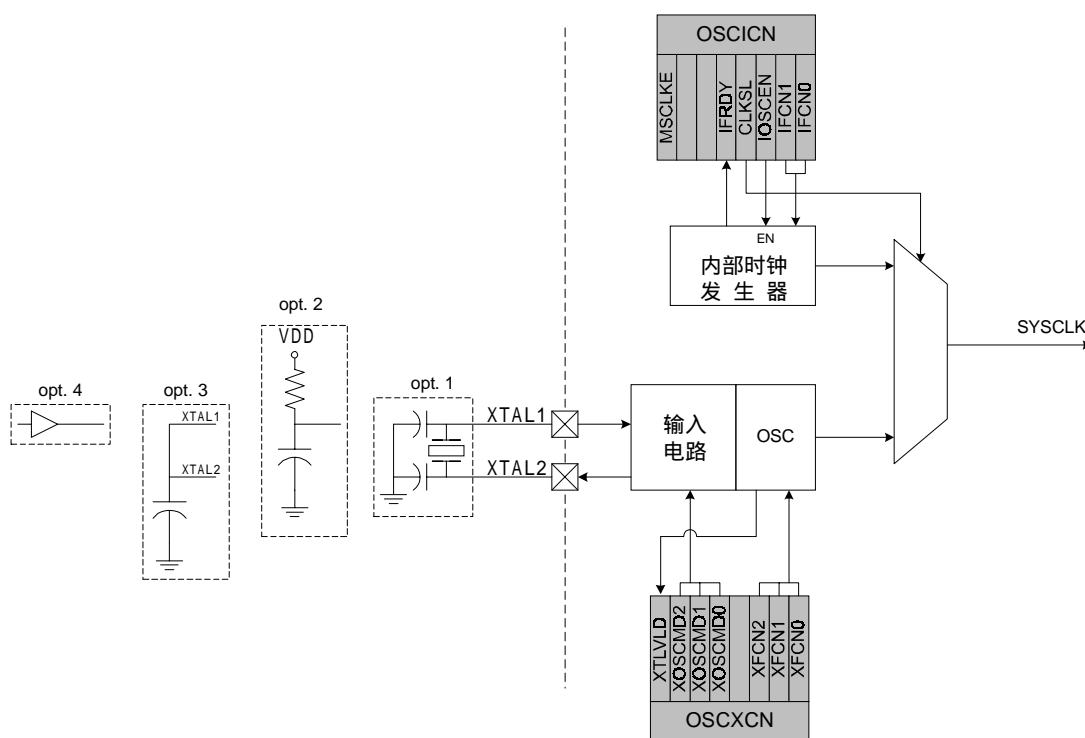 OSCICN
MSCLKE
IFRDY
CLKSL
IOSCEN
IFCN1
IFCN0
EN
内部时钟
发 生 器
SYSCLK
opt. 4
opt. 3
XTAL1
XTAL2
opt. 2
VDD
opt. 1
XTAL1
XTAL2
输入
电路
OSC
XTLVLD
XOSCMD2
XOSCMD1
XOSCMD0
XFCN2
XFCN1
XFCN0
OSCXCN